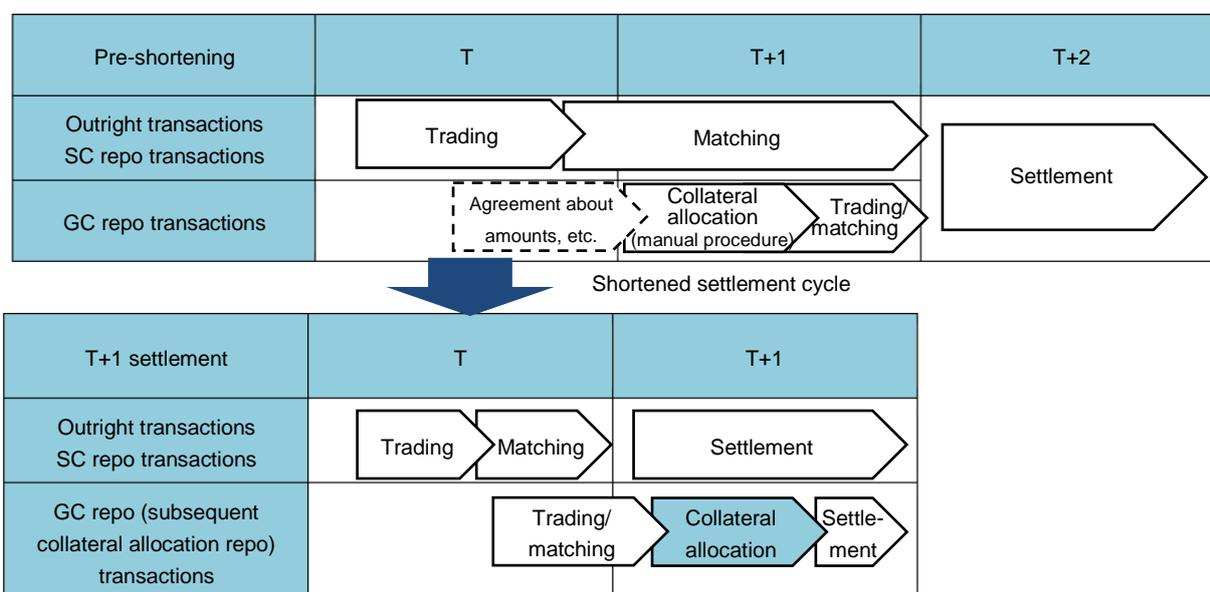 Pre-shortening
T
T+1
T+2
Outright transactions
SC repo transactions
Trading
Matching
Settlement
GC repo transactions
Agreement about
amounts, etc.
Collateral
allocation
(manual procedure)
Trading/
matching
Shortened settlement cycle
T+1 settlement
T
T+1
Outright transactions
SC repo transactions
Trading
Matching
Settlement
GC repo (subsequent
collateral allocation repo)
transactions
Trading/
matching
Collateral
allocation
Settle-
ment